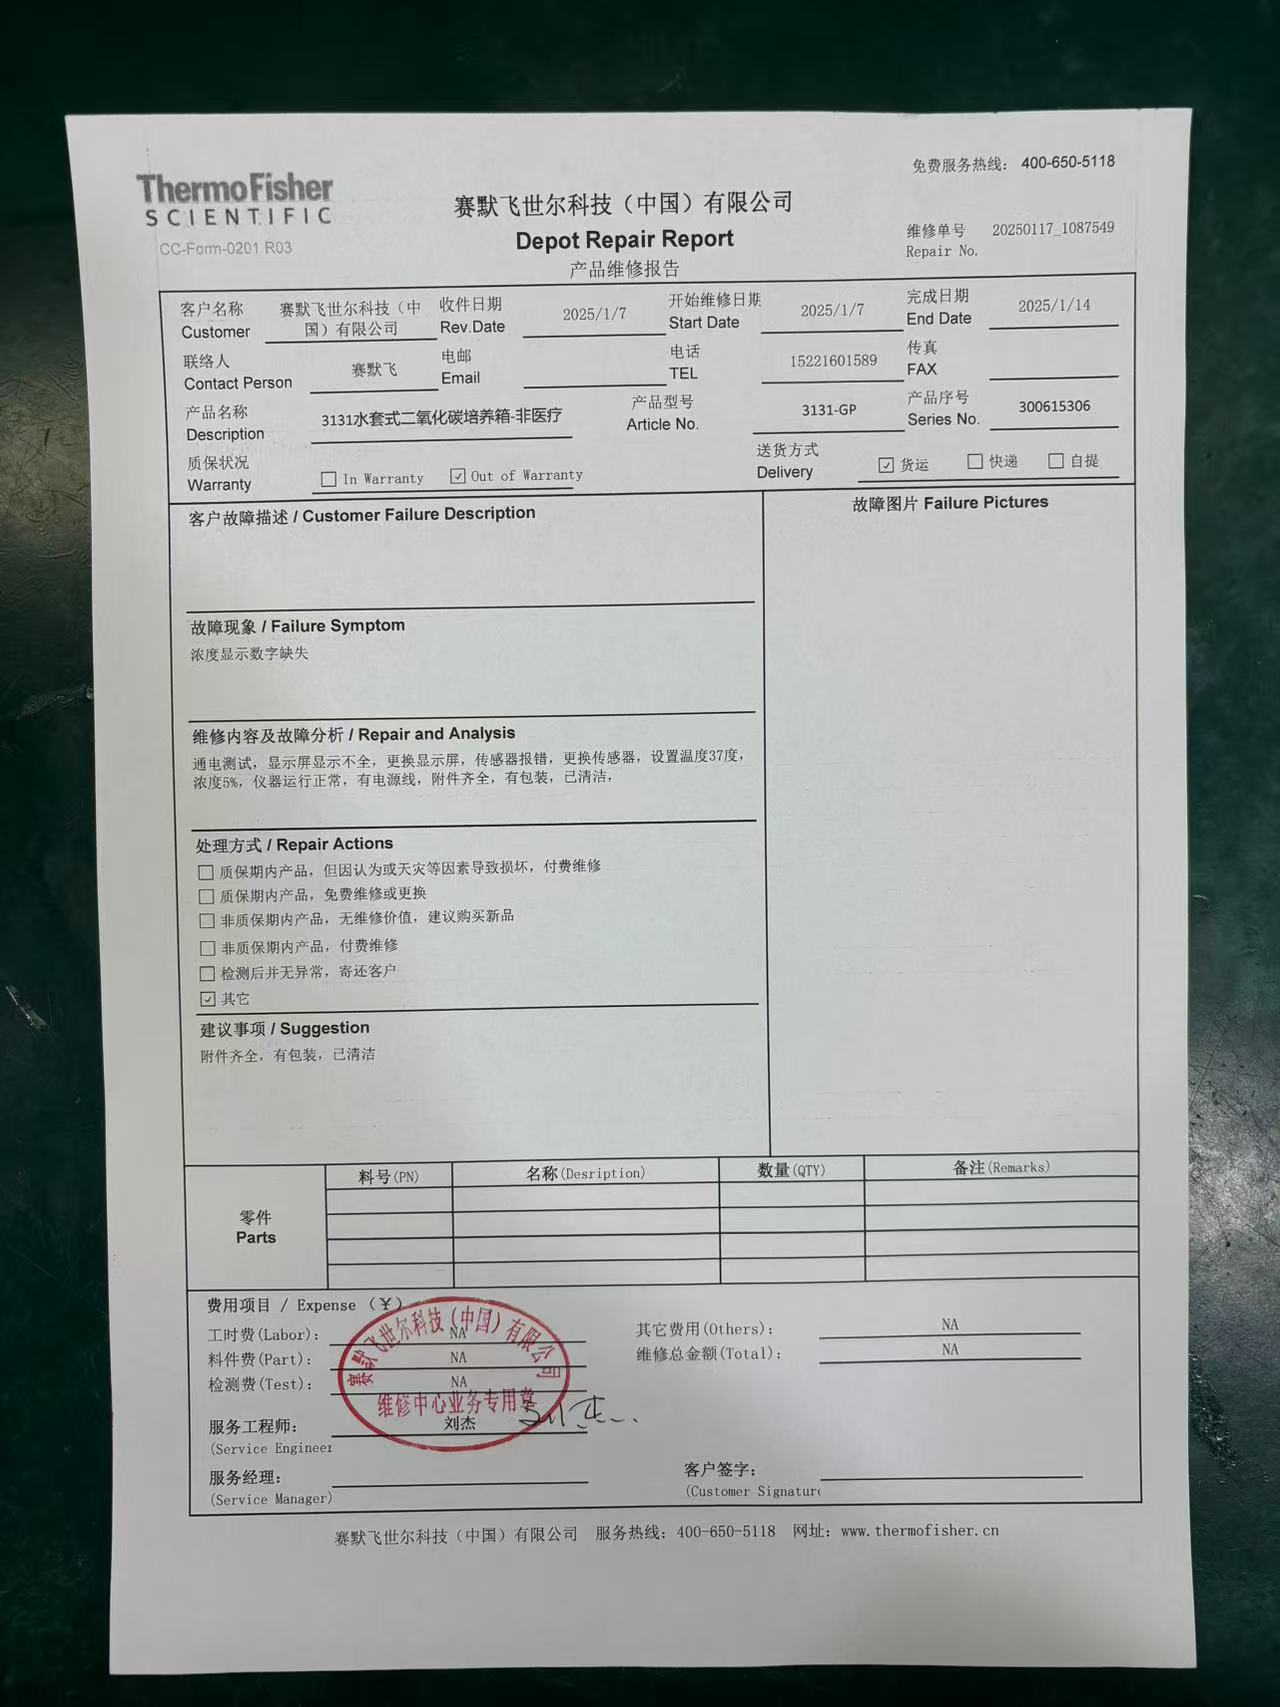 免费服务热线： 400-650-5118
ThermoFisher
SCIENTIFIC
CC-Form-0201 R03
赛默飞世尔科技（中国）有限公司
Depot Repair Report
产品维修报告
维修单号 20250117_1087549
Repair No.
客户名称 赛默飞世尔科技（中国）有限公司 收件日期 2025/1/7 开始维修日期 2025/1/7 完成日期 2025/1/14
Customer Rev.Date Start Date End Date
联络人 赛默飞 电邮 电话 15221601589 传真
Contact Person Email TEL FAX
产品名称 3131水套式二氧化碳培养箱-非医疗 产品型号 3131-GP 产品序号 300615306
Description Article No. Series No.
质保状况 送货方式
Warranty ☐ In Warranty ☑ Out of Warranty Delivery ☑ 货运 ☐ 快递 ☐ 自提
客户故障描述 / Customer Failure Description
故障图片 Failure Pictures
故障现象 / Failure Symptom
浓度显示数字缺失
维修内容及故障分析 / Repair and Analysis
通电测试，显示屏显示不全，更换显示屏，传感器报错，更换传感器，设置温度37度，
浓度5%，仪器运行正常，有电源线，附件齐全，有包装，已清洁，
处理方式 / Repair Actions
☐ 质保期内产品，但因认为或天灾等因素导致损坏，付费维修
☐ 质保期内产品，免费维修或更换
☐ 非质保期内产品，无维修价值，建议购买新品
☐ 非质保期内产品，付费维修
☐ 检测后并无异常，寄还客户
☑ 其它
建议事项 / Suggestion
附件齐全，有包装，已清洁
料号(PN) 名称(Desription) 数量(QTY) 备注(Remarks)
零件
Parts
费用项目 / Expense （￥）
工时费(Labor): NA 其它费用(Others): NA
料件费(Part): NA 维修总金额(Total): NA
检测费(Test): NA
赛默飞世尔科技（中国）有限公司
维修中心业务专用章
服务工程师: 刘杰 刘杰
(Service Engineer
服务经理: 客户签字:
(Service Manager) (Customer Signature
赛默飞世尔科技（中国）有限公司 服务热线：400-650-5118 网址：www.thermofisher.cn